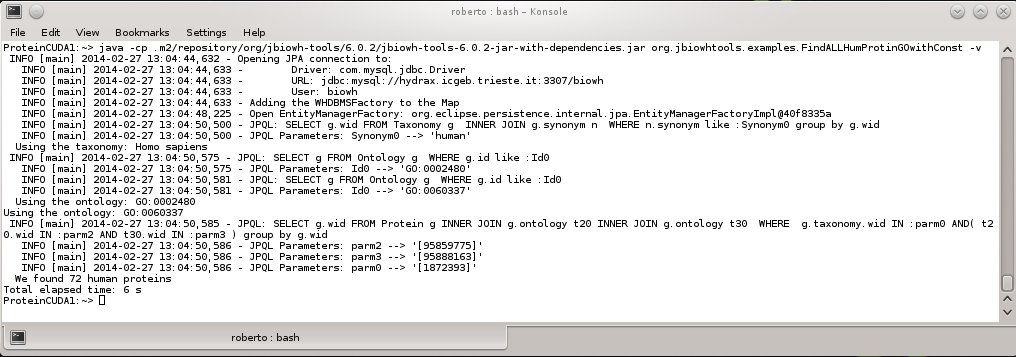 roberto : bash – Konsole
File Edit View Bookmarks Settings Help
ProteinCUDA1:~> java -cp .m2/repository/org/jbiowh-tools/6.0.2/jbiowh-tools-6.0.2-jar-with-dependencies.jar org.jbiowhtools.examples.FindALLHumProtinGOwithConst -v
INFO [main] 2014-02-27 13:04:44,632 - Opening JPA connection to:
INFO [main] 2014-02-27 13:04:44,633 - Driver: com.mysql.jdbc.Driver
INFO [main] 2014-02-27 13:04:44,633 - URL: jdbc:mysql://hydrax.icgeb.trieste.it:3307/biowh
INFO [main] 2014-02-27 13:04:44,633 - User: biowh
INFO [main] 2014-02-27 13:04:44,633 - Adding the WHDBMSFactory to the Map
INFO [main] 2014-02-27 13:04:48,225 - Open EntityManagerFactory: org.eclipse.persistence.internal.jpa.EntityManagerFactoryImpl@40f8335a
INFO [main] 2014-02-27 13:04:50,500 - JPQL: SELECT g.wid FROM Taxonomy g  INNER JOIN g.synonym n  WHERE n.synonym like :Synonym0 group by g.wid
INFO [main] 2014-02-27 13:04:50,500 - JPQL Parameters: Synonym0 --> 'human'
Using the taxonomy: Homo sapiens
INFO [main] 2014-02-27 13:04:50,575 - JPQL: SELECT g FROM Ontology g  WHERE g.id like :Id0
INFO [main] 2014-02-27 13:04:50,575 - JPQL Parameters: Id0 --> 'GO:0002480'
INFO [main] 2014-02-27 13:04:50,581 - JPQL: SELECT g FROM Ontology g  WHERE g.id like :Id0
INFO [main] 2014-02-27 13:04:50,581 - JPQL Parameters: Id0 --> 'GO:0060337'
Using the ontology: GO:0002480
Using the ontology: GO:0060337
INFO [main] 2014-02-27 13:04:50,585 - JPQL: SELECT g.wid FROM Protein g INNER JOIN g.ontology t20 INNER JOIN g.ontology t30  WHERE  g.taxonomy.wid IN :parm0 AND( t2
0.wid IN :parm2 AND t30.wid IN :parm3 ) group by g.wid
INFO [main] 2014-02-27 13:04:50,586 - JPQL Parameters: parm2 --> '[95859775]'
INFO [main] 2014-02-27 13:04:50,586 - JPQL Parameters: parm3 --> '[95888163]'
INFO [main] 2014-02-27 13:04:50,586 - JPQL Parameters: parm0 --> '[1872393]'
We found 72 human proteins
Total elapsed time: 6 s
ProteinCUDA1:~>
roberto : bash